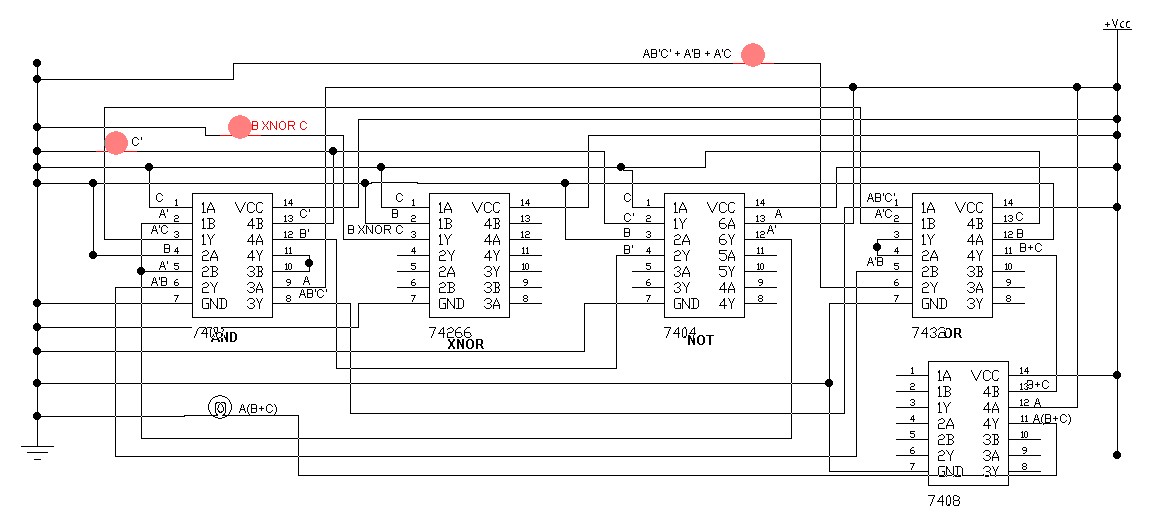 +Vcc
AB'C' + A'B + A'C
B XNOR C
C'
C 1 1A VCC 14
A' 2 1B 4B 13 C'
A'C 3 1Y 4A 12 B'
B 4 2A 4Y 11
A' 5 2B 3B 10 A
A'B 6 2Y 3A 9 AB'C'
7 GND 3Y 8
AND
C 1 1A VCC 14
B 2 1B 4B 13
B XNOR C 3 1Y 4A 12
4 2Y 4Y 11
5 2A 3Y 10
6 2B 3B 9
7 GND 3A 8
74266
XNOR
C 1 1A VCC 14
C' 2 1Y 6A 13 A
B 3 2A 6Y 12 A'
B' 4 2Y 5A 11
5 3A 5Y 10
6 3Y 4A 9
7 GND 4Y 8
7404
NOT
AB'C' 1 1A VCC 14
A'C 2 1B 4B 13 C
3 1Y 4A 12 B
4 2A 4Y 11 B+C
A'B 5 2B 3B 10
6 2Y 3A 9
7 GND 3Y 8
OR
1 1A VCC 14
2 1B 4B 13 B+C
3 1Y 4A 12 A
4 2A 4Y 11 A(B+C)
5 2B 3B 10
6 2Y 3A 9
7 GND 3Y 8
7408
A(B+C)